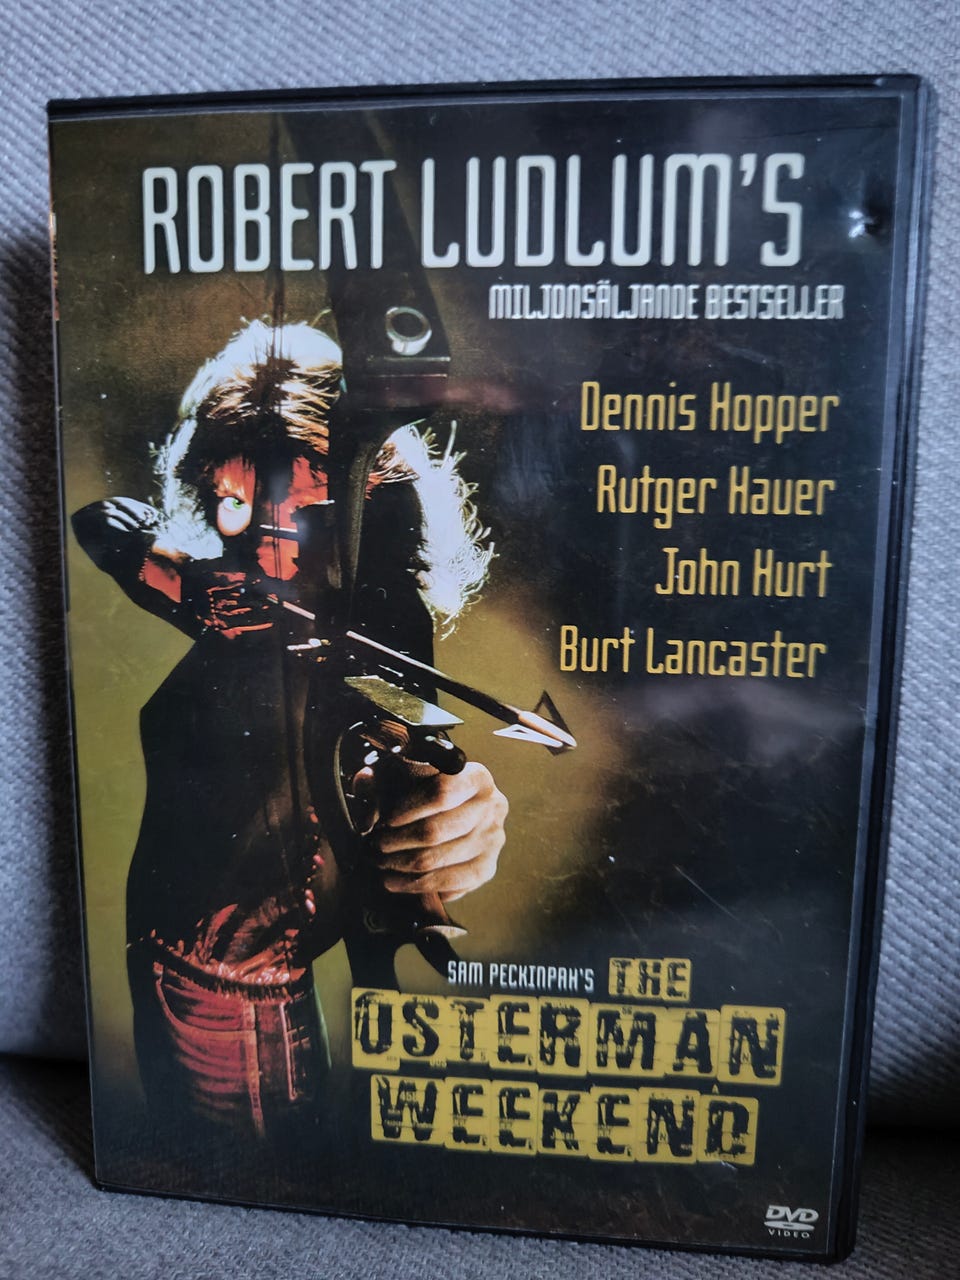 ROBERT LUDLUM'S
MILJONSÄLJANDE BESTSELLER
Dennis Hopper
Rutger Hauer
John Hurt
Burt Lancaster
SAM PECKINPAH'S THE
OSTERMAN
WEEKEND
DVD
VIDEO